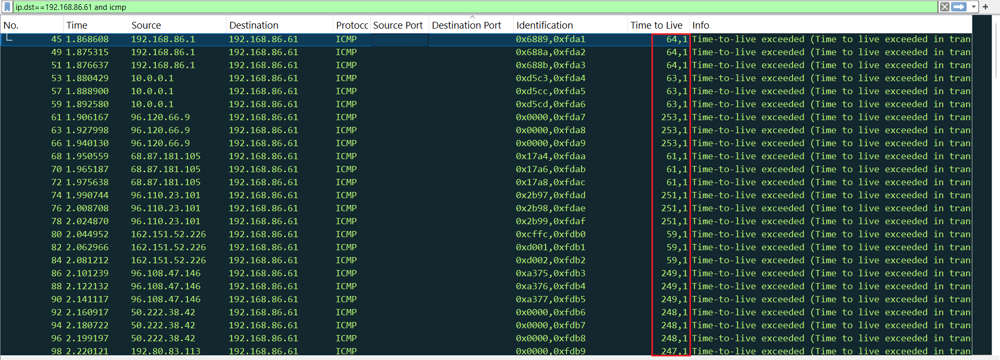 ip.dst==192.168.86.61 and icmp
No. Time Source Destination Protocc Source Port Destination Port Identification Time to Live Info
45 1.868608 192.168.86.1 192.168.86.61 ICMP 0x6889,0xfda1 64,1 Time-to-live exceeded (Time to live exceeded in tran
49 1.875315 192.168.86.1 192.168.86.61 ICMP 0x688a,0xfda2 64,1 Time-to-live exceeded (Time to live exceeded in tran
51 1.876637 192.168.86.1 192.168.86.61 ICMP 0x688b,0xfda3 64,1 Time-to-live exceeded (Time to live exceeded in tran
53 1.880429 10.0.0.1 192.168.86.61 ICMP 0xd5c3,0xfda4 63,1 Time-to-live exceeded (Time to live exceeded in tran
57 1.888900 10.0.0.1 192.168.86.61 ICMP 0xd5cc,0xfda5 63,1 Time-to-live exceeded (Time to live exceeded in tran
59 1.892580 10.0.0.1 192.168.86.61 ICMP 0xd5cd,0xfda6 63,1 Time-to-live exceeded (Time to live exceeded in tran
61 1.906167 96.120.66.9 192.168.86.61 ICMP 0x0000,0xfda7 253,1 Time-to-live exceeded (Time to live exceeded in tran
63 1.927998 96.120.66.9 192.168.86.61 ICMP 0x0000,0xfda8 253,1 Time-to-live exceeded (Time to live exceeded in tran
66 1.940130 96.120.66.9 192.168.86.61 ICMP 0x0000,0xfda9 253,1 Time-to-live exceeded (Time to live exceeded in tran
68 1.950559 68.87.181.105 192.168.86.61 ICMP 0x17a4,0xfdaa 61,1 Time-to-live exceeded (Time to live exceeded in tran
70 1.965187 68.87.181.105 192.168.86.61 ICMP 0x17a6,0xfdab 61,1 Time-to-live exceeded (Time to live exceeded in tran
72 1.975638 68.87.181.105 192.168.86.61 ICMP 0x17a8,0xfdac 61,1 Time-to-live exceeded (Time to live exceeded in tran
74 1.990744 96.110.23.101 192.168.86.61 ICMP 0x2b97,0xfdad 251,1 Time-to-live exceeded (Time to live exceeded in tran
76 2.008708 96.110.23.101 192.168.86.61 ICMP 0x2b98,0xfdae 251,1 Time-to-live exceeded (Time to live exceeded in tran
78 2.024870 96.110.23.101 192.168.86.61 ICMP 0x2b99,0xfdaf 251,1 Time-to-live exceeded (Time to live exceeded in tran
80 2.044952 162.151.52.226 192.168.86.61 ICMP 0xcffc,0xfdb0 59,1 Time-to-live exceeded (Time to live exceeded in tran
82 2.062966 162.151.52.226 192.168.86.61 ICMP 0xd001,0xfdb1 59,1 Time-to-live exceeded (Time to live exceeded in tran
84 2.081212 162.151.52.226 192.168.86.61 ICMP 0xd002,0xfdb2 59,1 Time-to-live exceeded (Time to live exceeded in tran
86 2.101239 96.108.47.146 192.168.86.61 ICMP 0xa375,0xfdb3 249,1 Time-to-live exceeded (Time to live exceeded in tran
88 2.122132 96.108.47.146 192.168.86.61 ICMP 0xa376,0xfdb4 249,1 Time-to-live exceeded (Time to live exceeded in tran
90 2.141117 96.108.47.146 192.168.86.61 ICMP 0xa377,0xfdb5 249,1 Time-to-live exceeded (Time to live exceeded in tran
92 2.160917 50.222.38.42 192.168.86.61 ICMP 0x0000,0xfdb6 248,1 Time-to-live exceeded (Time to live exceeded in tran
94 2.180722 50.222.38.42 192.168.86.61 ICMP 0x0000,0xfdb7 248,1 Time-to-live exceeded (Time to live exceeded in tran
96 2.199197 50.222.38.42 192.168.86.61 ICMP 0x0000,0xfdb8 248,1 Time-to-live exceeded (Time to live exceeded in tran
98 2.220121 192.80.83.113 192.168.86.61 ICMP 0x0000,0xfdb9 247,1 Time-to-live exceeded (Time to live exceeded in tran